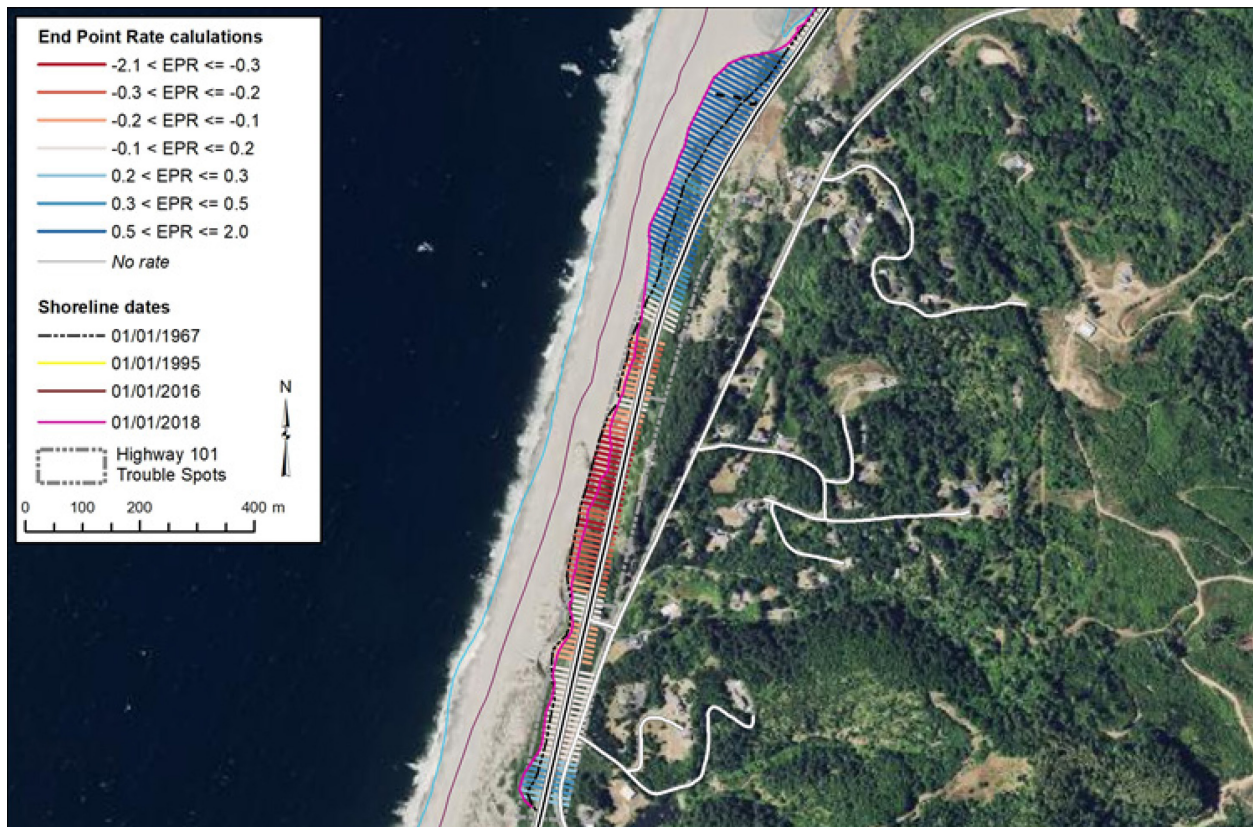 End Point Rate calulations
-2.1 < EPR <= -0.3
-0.3 < EPR <= -0.2
-0.2 < EPR <= -0.1
-0.1 < EPR <= 0.2
0.2 < EPR <= 0.3
0.3 < EPR <= 0.5
0.5 < EPR <= 2.0
No rate
Shoreline dates
01/01/1967
01/01/1995
01/01/2016
01/01/2018
N
Highway 101
Trouble Spots
0 100 200 400 m